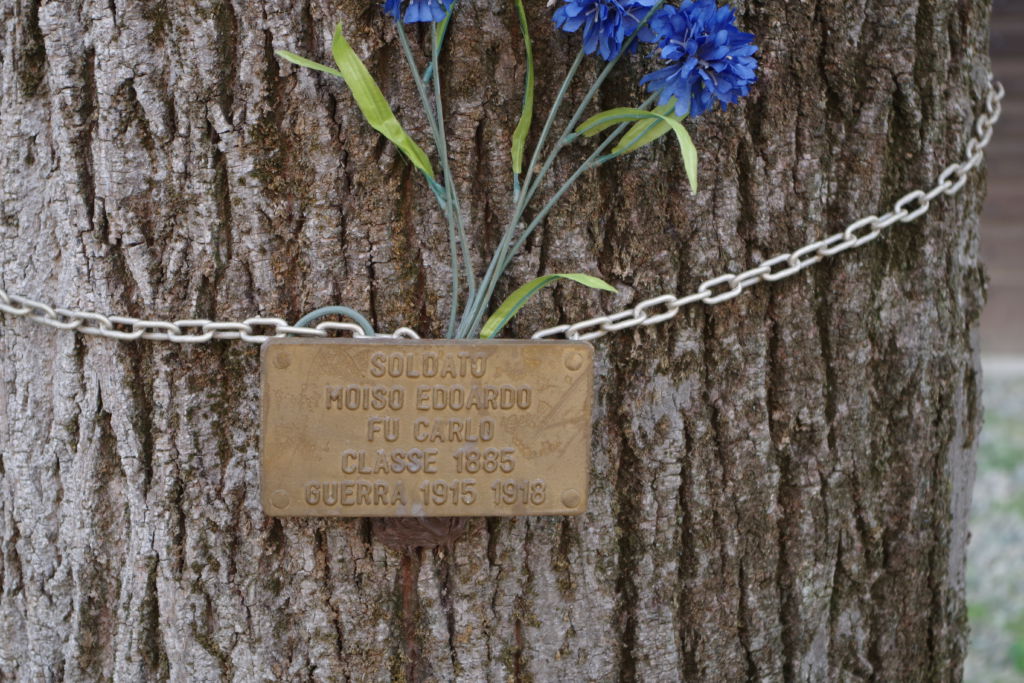 SOLDATO
MOISO EDOARDO
FU CARLO
CLASSE 1885
GUERRA 1915 1918